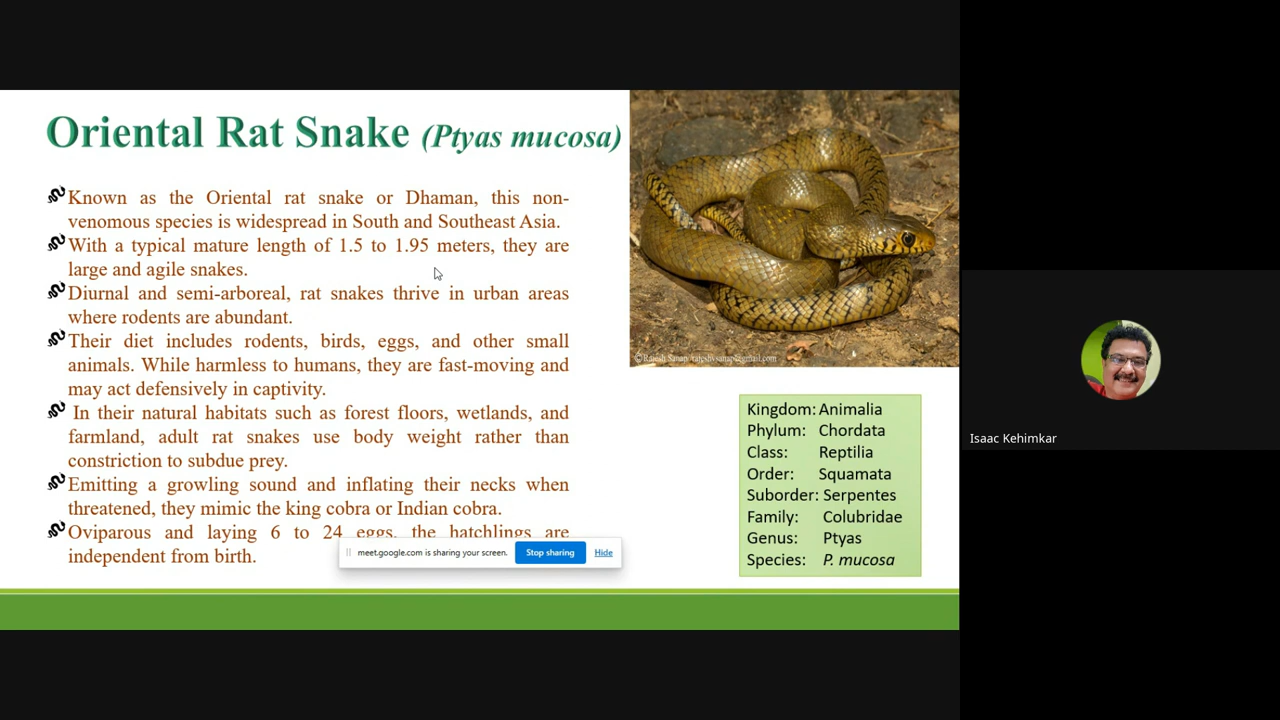 Oriental Rat Snake (Ptyas mucosa)
Known as the Oriental rat snake or Dhaman, this non-
venomous species is widespread in South and Southeast Asia.
With a typical mature length of 1.5 to 1.95 meters, they are
large and agile snakes.
Diurnal and semi-arboreal, rat snakes thrive in urban areas
where rodents are abundant.
Their diet includes rodents, birds, eggs, and other small
animals. While harmless to humans, they are fast-moving and
may act defensively in captivity.
In their natural habitats such as forest floors, wetlands, and
farmland, adult rat snakes use body weight rather than
constriction to subdue prey.
Emitting a growling sound and inflating their necks when
threatened, they mimic the king cobra or Indian cobra.
Oviparous and laying 6 to 24 eggs, the hatchlings are
independent from birth.
meet.google.com is sharing your screen.
Stop sharing
Hide
©Rajesh Sanap/rajeshvsanap@gmail.com
Kingdom: Animalia
Phylum: Chordata
Class: Reptilia
Order: Squamata
Suborder: Serpentes
Family: Colubridae
Genus: Ptyas
Species: P. mucosa
Isaac Kehimkar